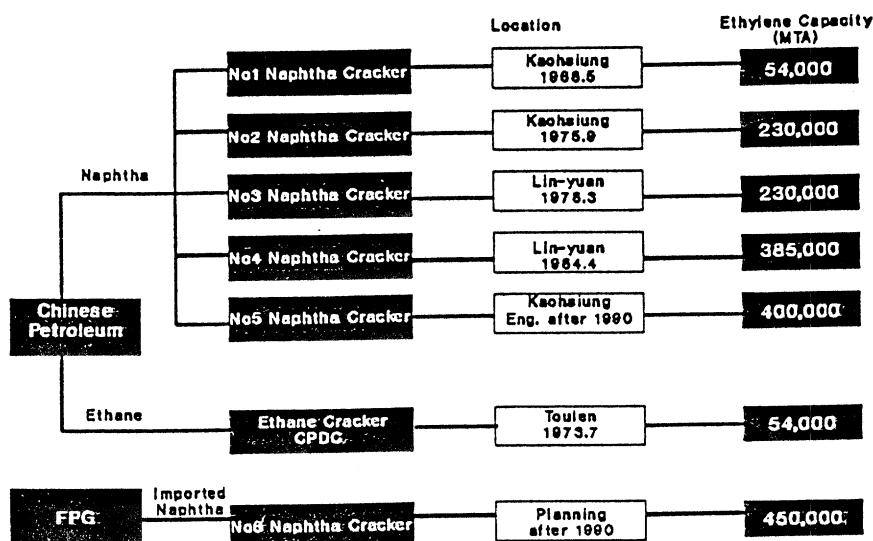 Location
Ethylene Capacity
(MTA)
No1 Naphtha Cracker
Kaohsiung
1968.5
54,000
No2 Naphtha Cracker
Kaohsiung
1975.9
230,000
Naphtha
No3 Naphtha Cracker
Lin-yuan
1978.3
230,000
No4 Naphtha Cracker
Lin-yuan
1984.4
385,000
Chinese
Petroleum
No5 Naphtha Cracker
Kaohsiung
Eng. after 1990
400,000
Ethane
Ethane Cracker
CPDC.
Toufen
1973.7
54,000
FPG
Imported
Naphtha
No6 Naphtha Cracker
Planning
after 1990
450,000